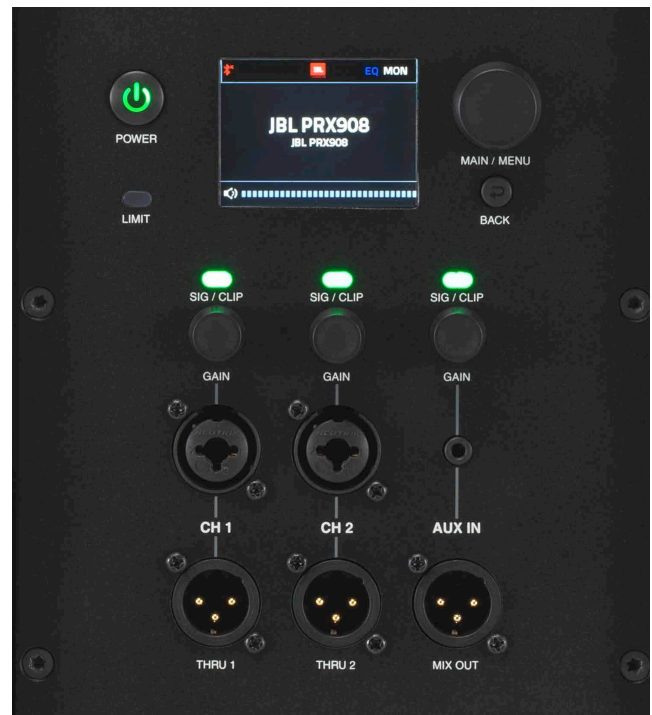 JBL
EQ MON
JBL PRX908
JBL PRX908
POWER
MAIN / MENU
LIMIT
BACK
SIG / CLIP
SIG / CLIP
SIG / CLIP
GAIN
GAIN
GAIN
CH 1
CH 2
AUX IN
THRU 1
THRU 2
MIX OUT